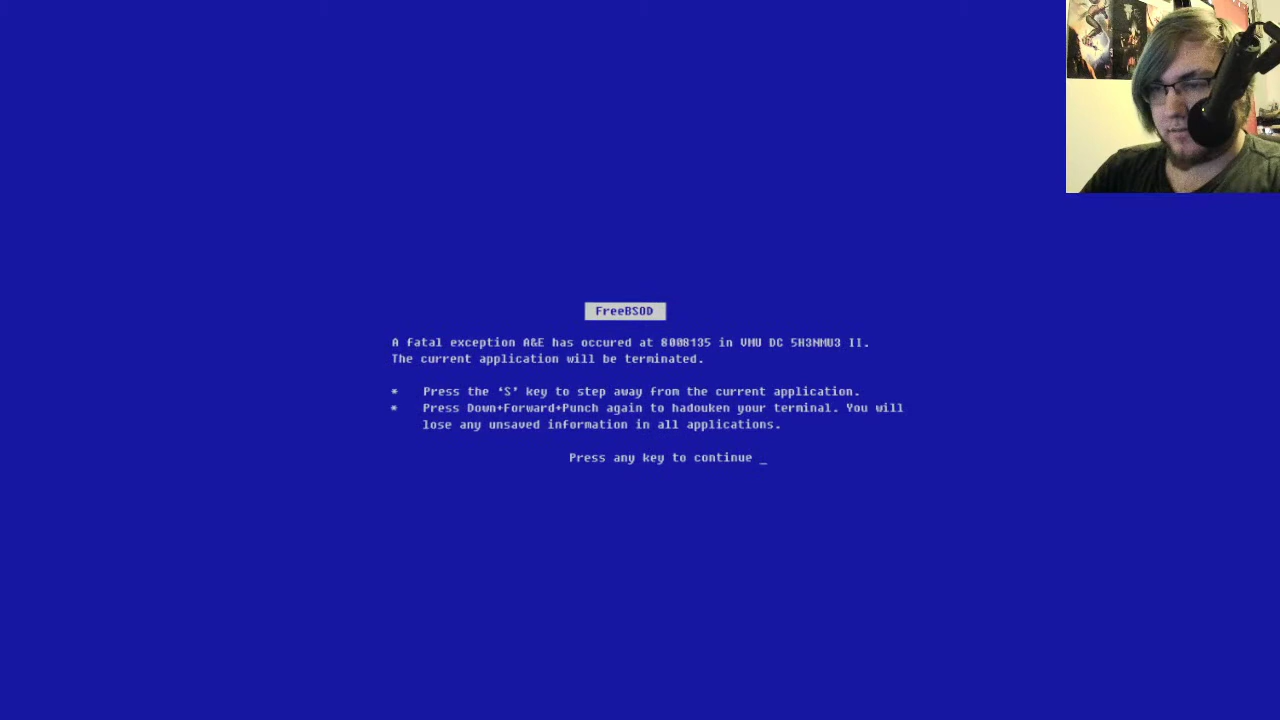 FreeBSOD
A fatal exception A&E has occured at 8008135 in VMU DC 5H3NMU3 II.
The current application will be terminated.
* Press the ‘S’ key to step away from the current application.
* Press Down+Forward+Punch again to hadouken your terminal. You will
lose any unsaved information in all applications.
Press any key to continue _